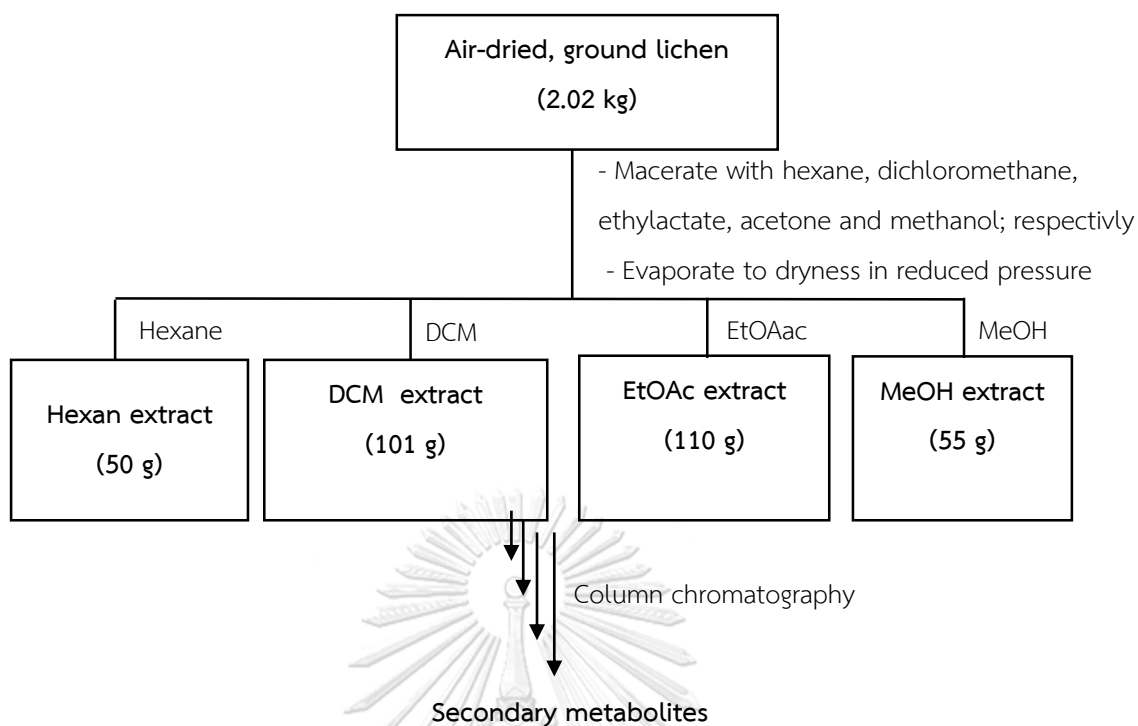 Air-dried, ground lichen
(2.02 kg)
- Macerate with hexane, dichloromethane,
ethylactate, acetone and methanol; respectivly
- Evaporate to dryness in reduced pressure
Hexane
DCM
EtOAac
MeOH
Hexan extract
(50 g)
DCM extract
(101 g)
EtOAc extract
(110 g)
MeOH extract
(55 g)
Column chromatography
Secondary metabolites